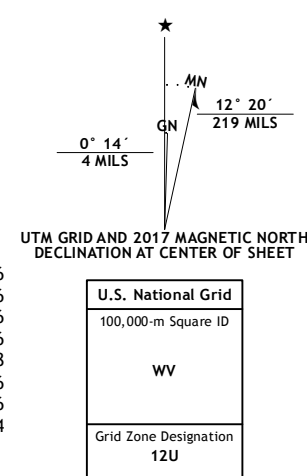 ★
MN
12° 20´
219 MILS
GN
0° 14´
4 MILS
UTM GRID AND 2017 MAGNETIC NORTH
DECLINATION AT CENTER OF SHEET
U.S. National Grid
100,000-m Square ID
WV
Grid Zone Designation
12U